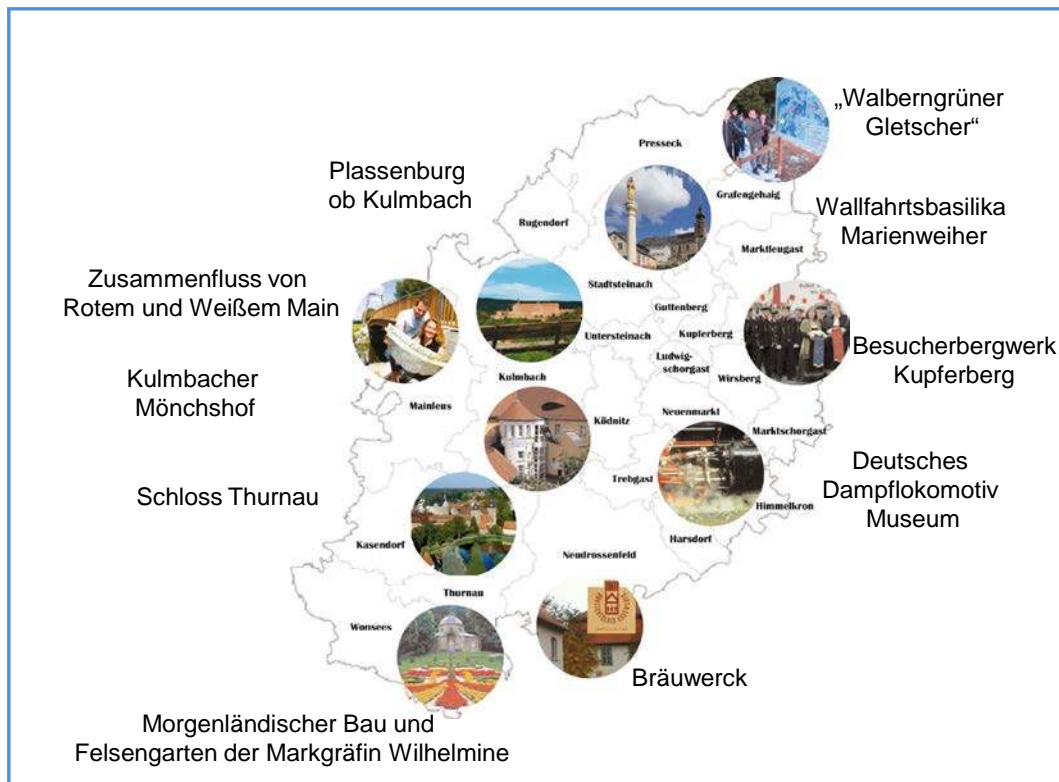 „Walberngrüner
Gletscher“
Presseck
Plassenburg
ob Kulmbach
Grafengehaig
Wallfahrtsbasilika
Marienweiher
Rugendorf
Marktleugast
Zusammenfluss von
Rotem und Weißem Main
Stadtsteinach
Guttenberg
Untersteinach
Kupferberg
Besucherbergwerk
Kupferberg
Ludwig-
schorgast
Wirsberg
Kulmbacher
Mönchshof
Kulmbach
Mainleus
Ködnitz
Neuenmarkt
Marktschorgast
Deutsches
Dampflokomotiv
Museum
Trebgast
Himmelkron
Schloss Thurnau
Harsdorf
Kasendorf
Neudrossenfeld
Thurnau
Wonsees
Bräuwerck
Morgenländischer Bau und
Felsengarten der Markgräfin Wilhelmine